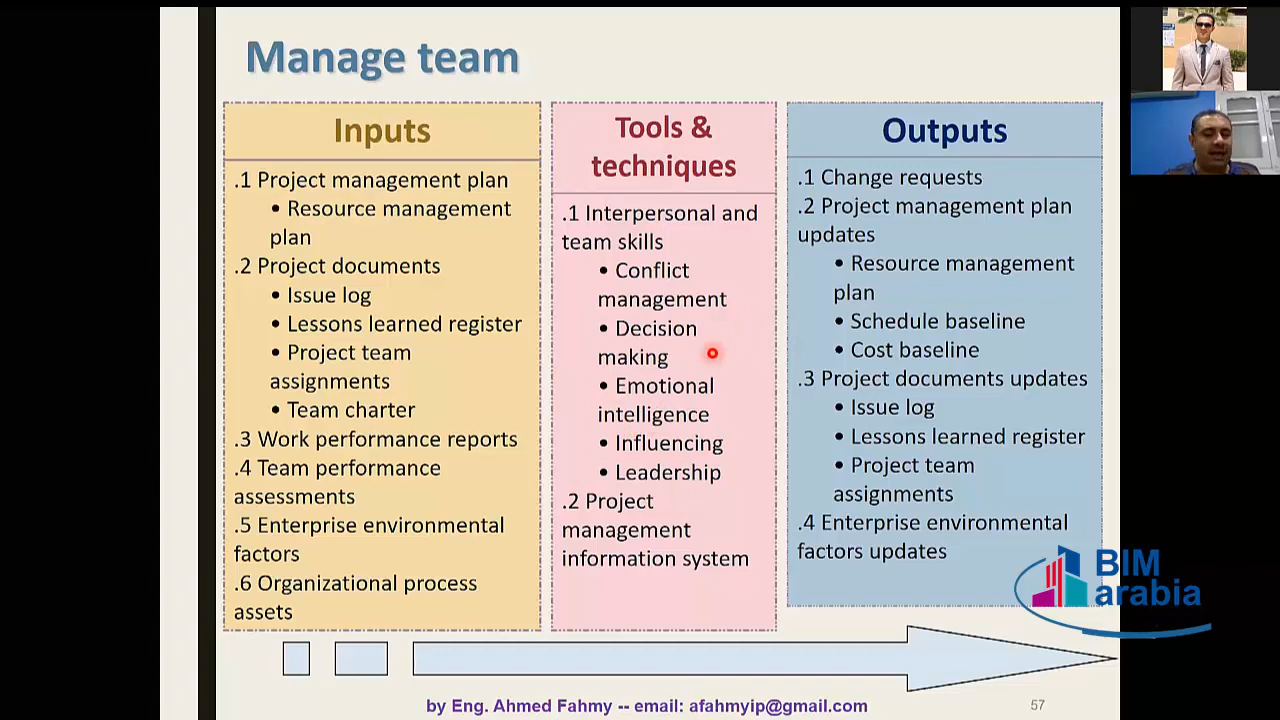 Manage team
Inputs
.1 Project management plan
• Resource management
plan
.2 Project documents
• Issue log
• Lessons learned register
• Project team
assignments
• Team charter
.3 Work performance reports
.4 Team performance
assessments
.5 Enterprise environmental
factors
.6 Organizational process
assets
Tools &
techniques
.1 Interpersonal and
team skills
• Conflict
management
• Decision
making
• Emotional
intelligence
• Influencing
• Leadership
.2 Project
management
information system
Outputs
.1 Change requests
.2 Project management plan
updates
• Resource management
plan
• Schedule baseline
• Cost baseline
.3 Project documents updates
• Issue log
• Lessons learned register
• Project team
assignments
.4 Enterprise environmental
factors updates
BIM
arabia
by Eng. Ahmed Fahmy -- email: afahmyip@gmail.com
57